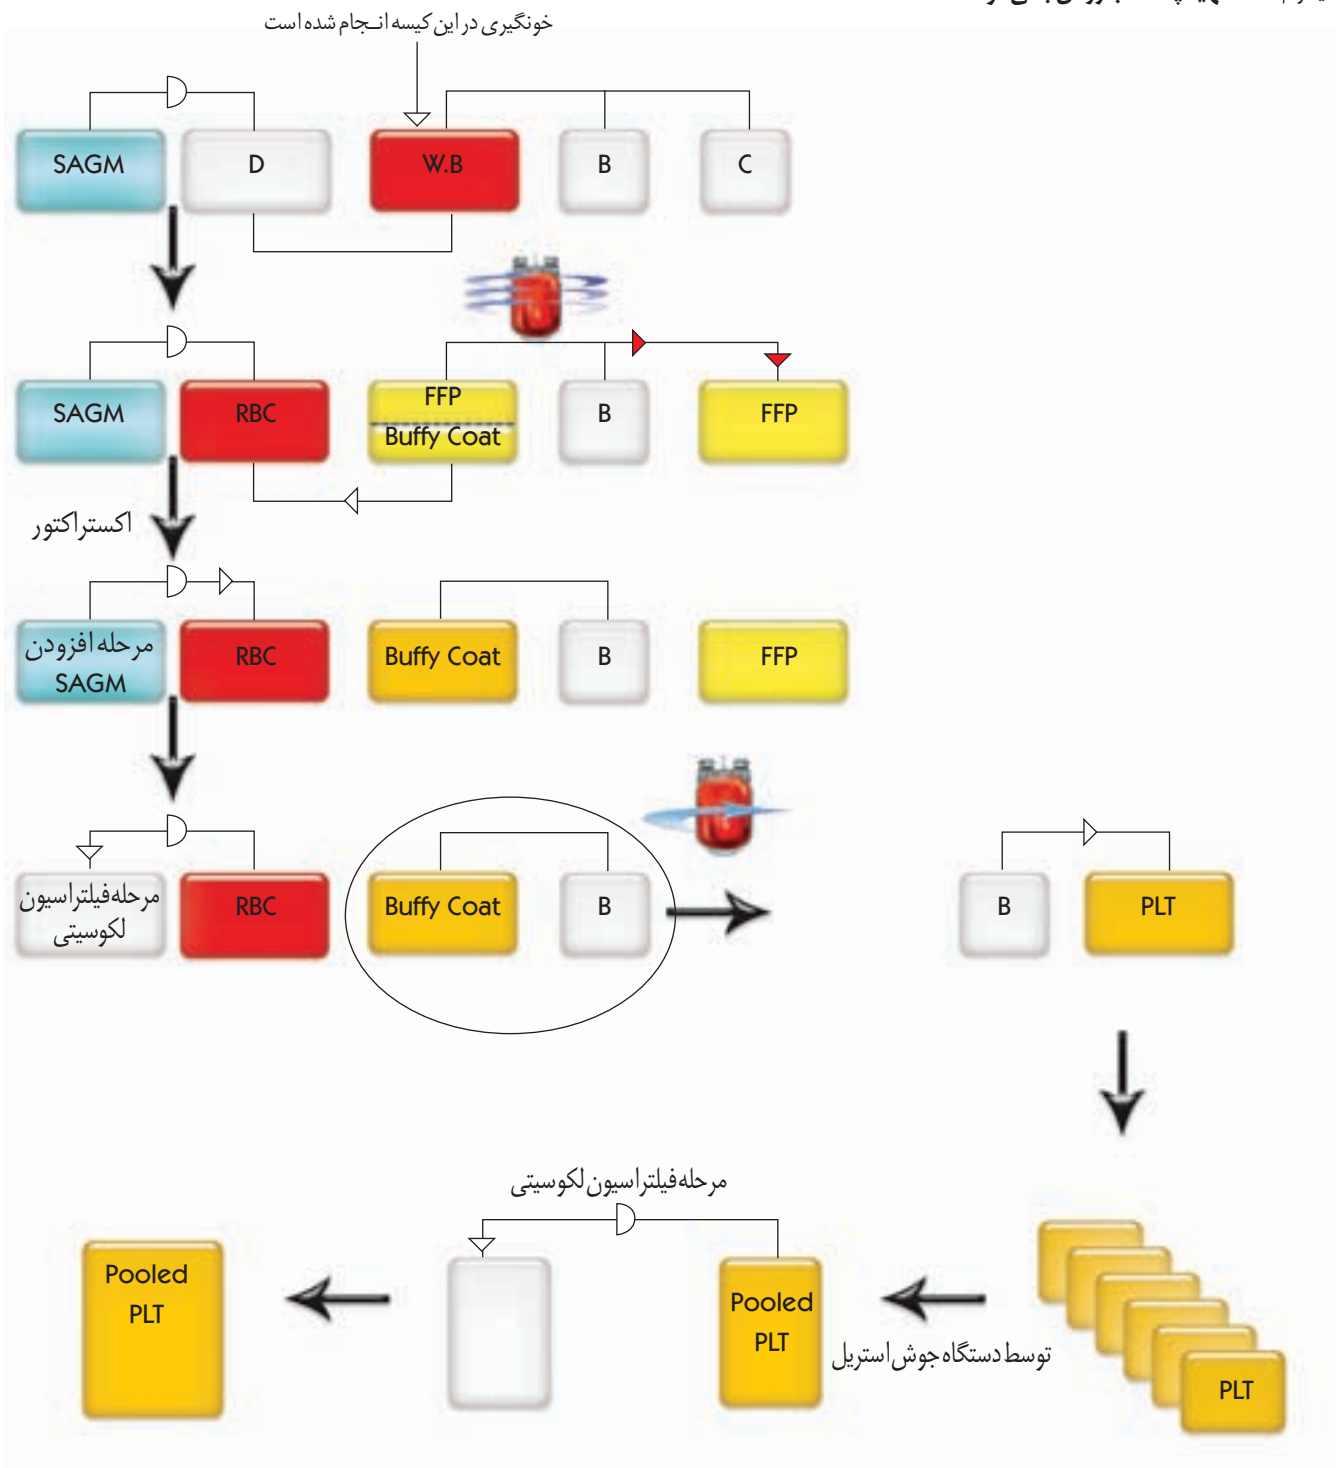 خونگیری در این کیسه انجام شده است
SAGM
D
W.B
B
C
SAGM
RBC
FFP
Buffy Coat
B
FFP
اکستراکتور
مرحله افزودن
SAGM
RBC
Buffy Coat
B
FFP
مرحله فیلتراسیون
لکوسیتی
RBC
Buffy Coat
B
B
PLT
مرحله فیلتراسیون لکوسیتی
Pooled
PLT
Pooled
PLT
توسط دستگاه جوش استریل
PLT